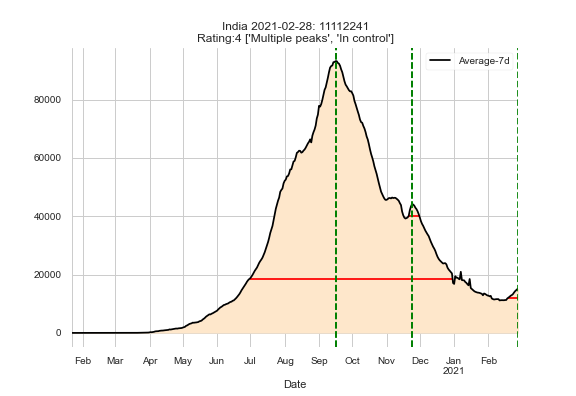 India 2021-02-28: 11112241
Rating:4 ['Multiple peaks', 'In control']
Average-7d
80000
60000
40000
20000
0
Feb Mar Apr May Jun Jul Aug Sep Oct Nov Dec Jan Feb
2021
Date